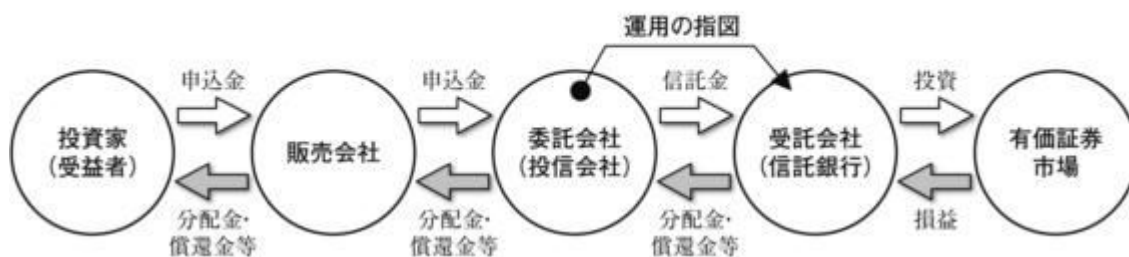 運用の指図
申込金
申込金
信託金
投資
投資家
(受益者)
販売会社
委託会社
(投信会社)
受託会社
(信託銀行)
有価証券
市場
分配金・
償還金等
分配金・
償還金等
分配金・
償還金等
損益